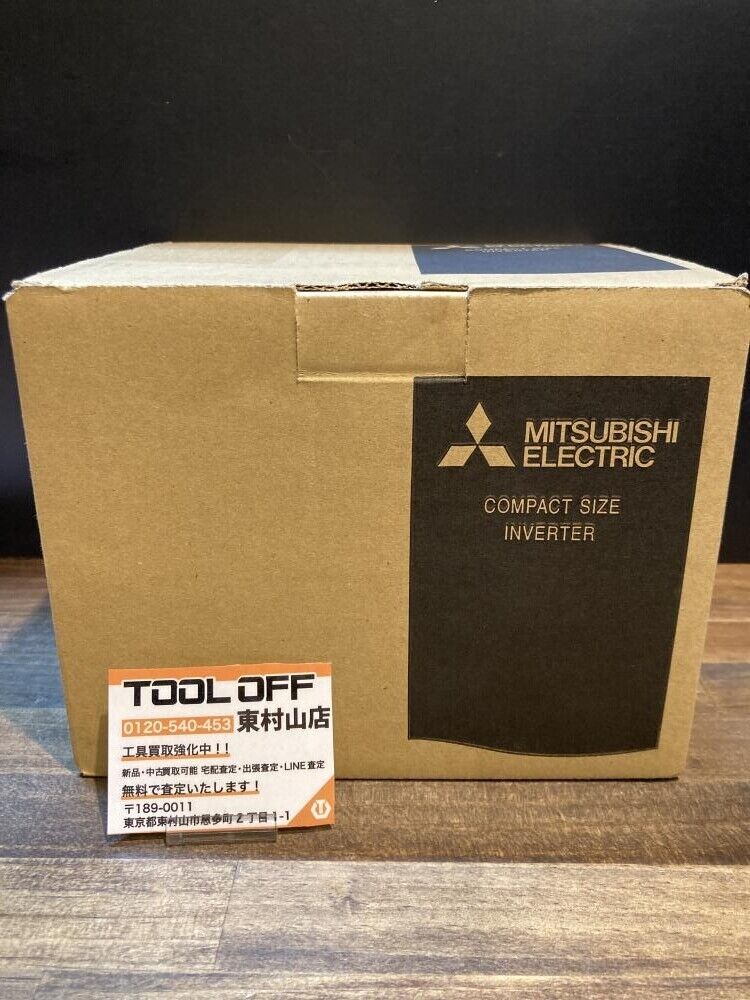 MITSUBISHI
ELECTRIC
COMPACT SIZE
INVERTER
TOOL OFF
0120-540-453 東村山店
工具買取強化中！！
新品・中古買取可能 宅配査定・出張査定・LINE査定
無料で査定いたします！
〒189-0011
東京都東村山市恩多町2丁目1-1